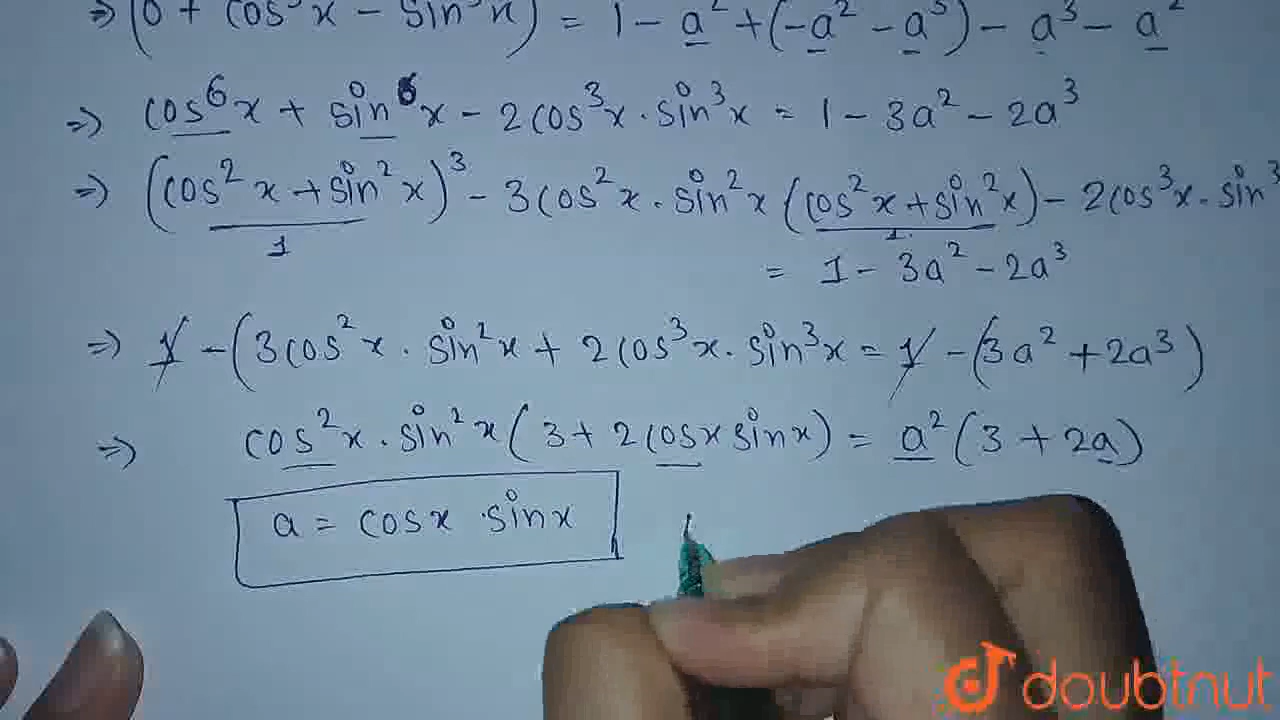 ⇒ (0 + cos³x − sin³x) = 1 − a² + (−a² − a³) − a³ − a²
⇒ cos⁶x + sin⁶x − 2cos³x · sin³x = 1 − 3a² − 2a³
⇒ (cos²x + sin²x)³ − 3cos²x · sin²x (cos²x + sin²x) − 2cos³x · sin³
1 1.
= 1 − 3a² − 2a³
⇒ 1 − (3cos²x · sin²x + 2cos³x · sin³x = 1 − (3a² + 2a³)
⇒ cos²x · sin²x (3 + 2cosx sinx) = a² (3 + 2a)
a = cosx · sinx
doubtnut